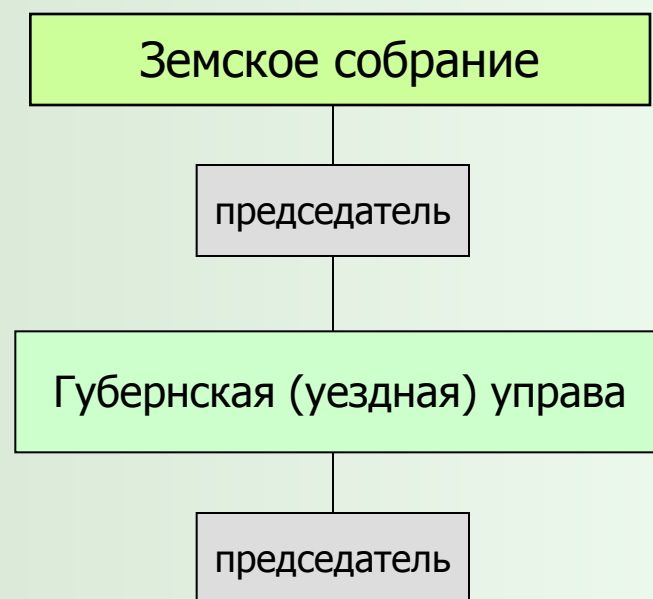 Земское собрание
председатель
Губернская (уездная) управа
председатель